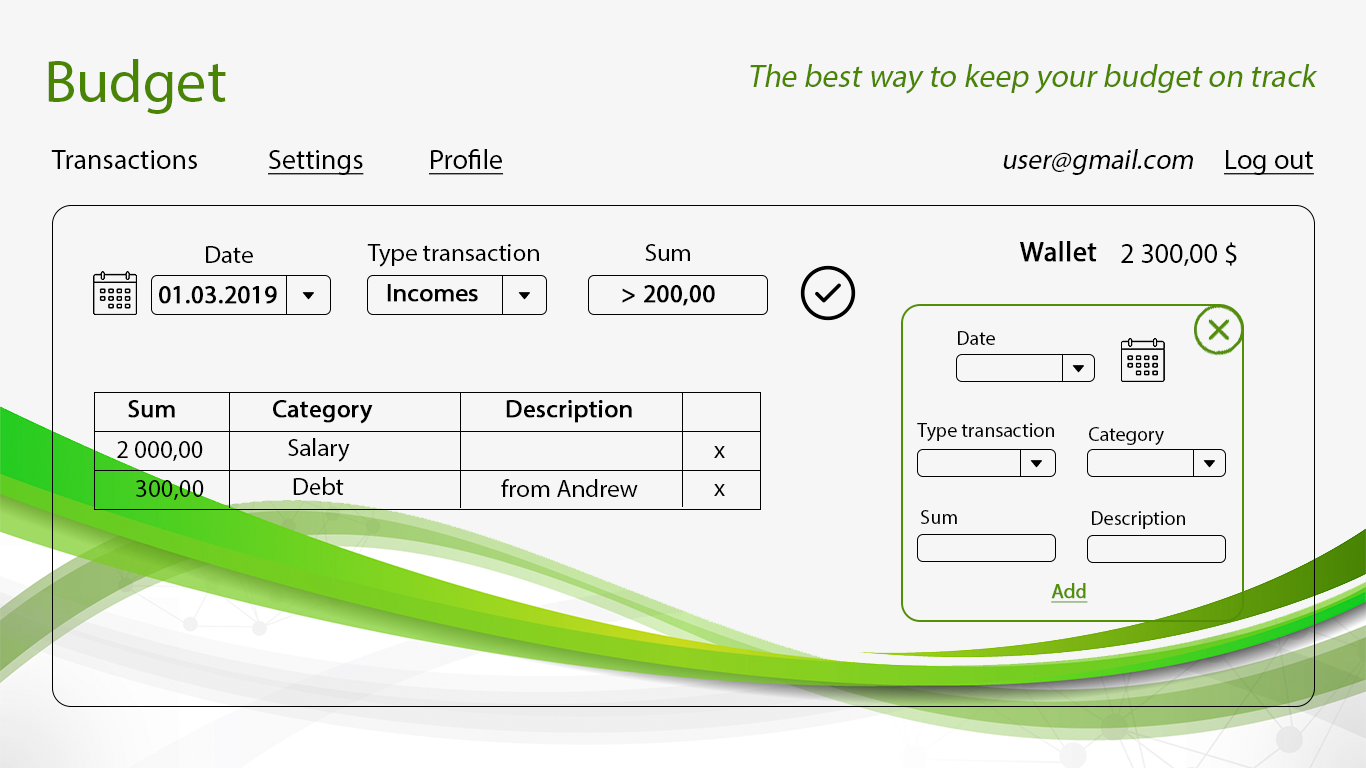 Budget
The best way to keep your budget on track
Transactions Settings Profile user@gmail.com Log out
Date Type transaction Sum
01.03.2019 Incomes > 200,00
Wallet 2 300,00 $
Sum Category Description
2 000,00 Salary x
300,00 Debt from Andrew x
Date
Type transaction Category
Sum Description
Add